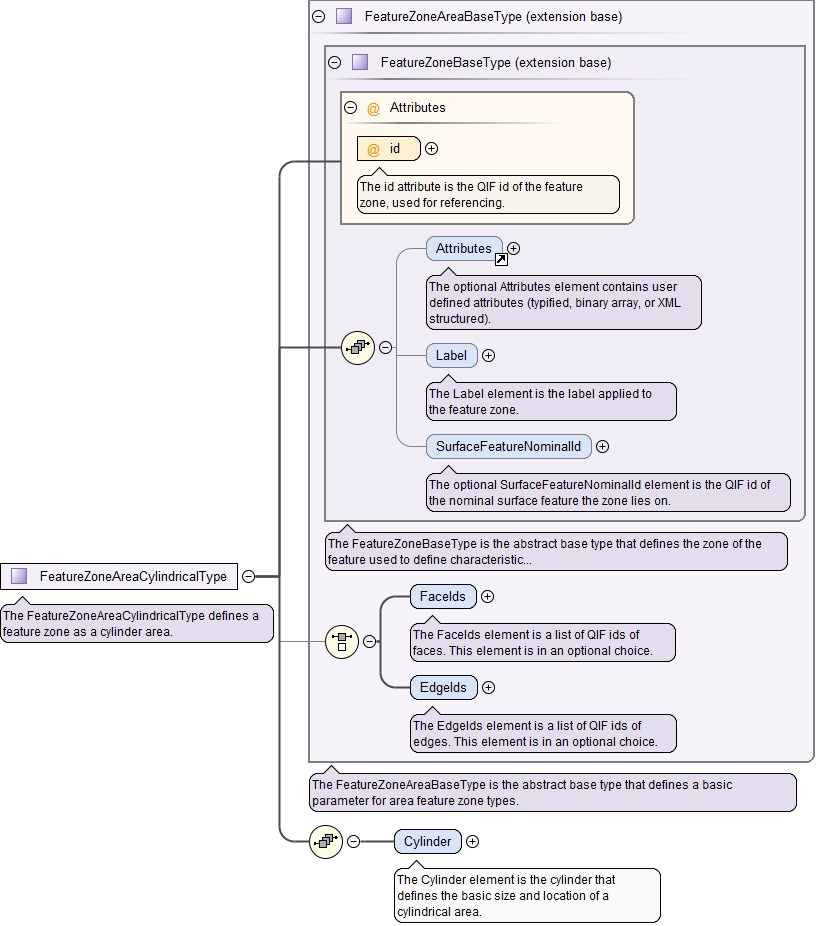 FeatureZoneAreaBaseType (extension base)
FeatureZoneBaseType (extension base)
@ Attributes
@ id
The id attribute is the QIF id of the feature
zone, used for referencing.
Attributes
The optional Attributes element contains user
defined attributes (typified, binary array, or XML
structured).
Label
The Label element is the label applied to
the feature zone.
SurfaceFeatureNominalId
The optional SurfaceFeatureNominalId element is the QIF id of
the nominal surface feature the zone lies on.
The FeatureZoneBaseType is the abstract base type that defines the zone of the
feature used to define characteristic...
FeatureZoneAreaCylindricalType
The FeatureZoneAreaCylindricalType defines a
feature zone as a cylinder area.
FaceIds
The FaceIds element is a list of QIF ids of
faces. This element is in an optional choice.
EdgeIds
The EdgeIds element is a list of QIF ids of
edges. This element is in an optional choice.
The FeatureZoneAreaBaseType is the abstract base type that defines a basic
parameter for area feature zone types.
Cylinder
The Cylinder element is the cylinder that
defines the basic size and location of a
cylindrical area.